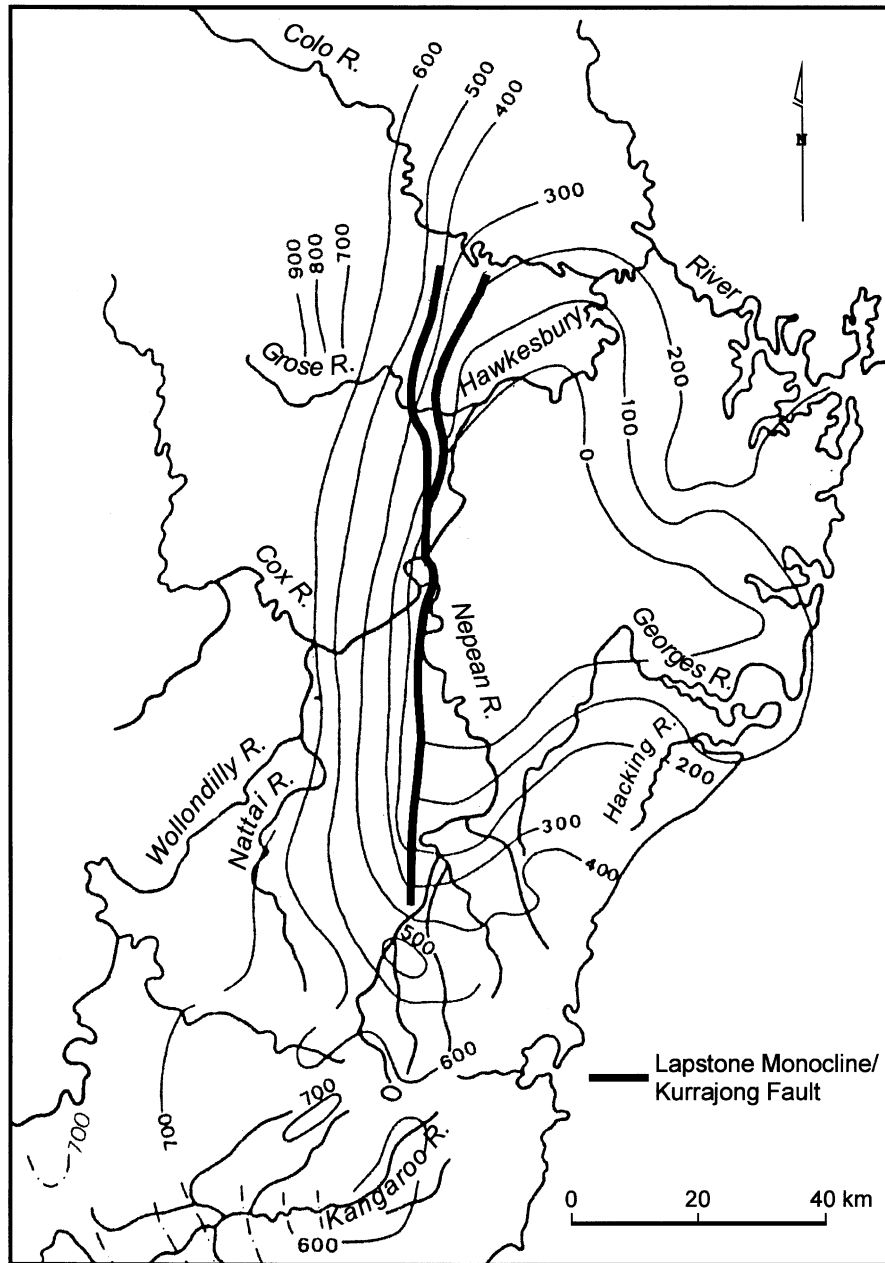 Colo R.
600
500
400
300
N
River
900
800
700
Grose R.
Hawkesbury
200
100
0
Cox R.
Nepean R.
Georges R.
Wollondilly R.
Nattai R.
Hacking R.
200
300
400
500
600
700
700
700
Kangaroo R.
600
Lapstone Monocline/
Kurrajong Fault
0 20 40 km